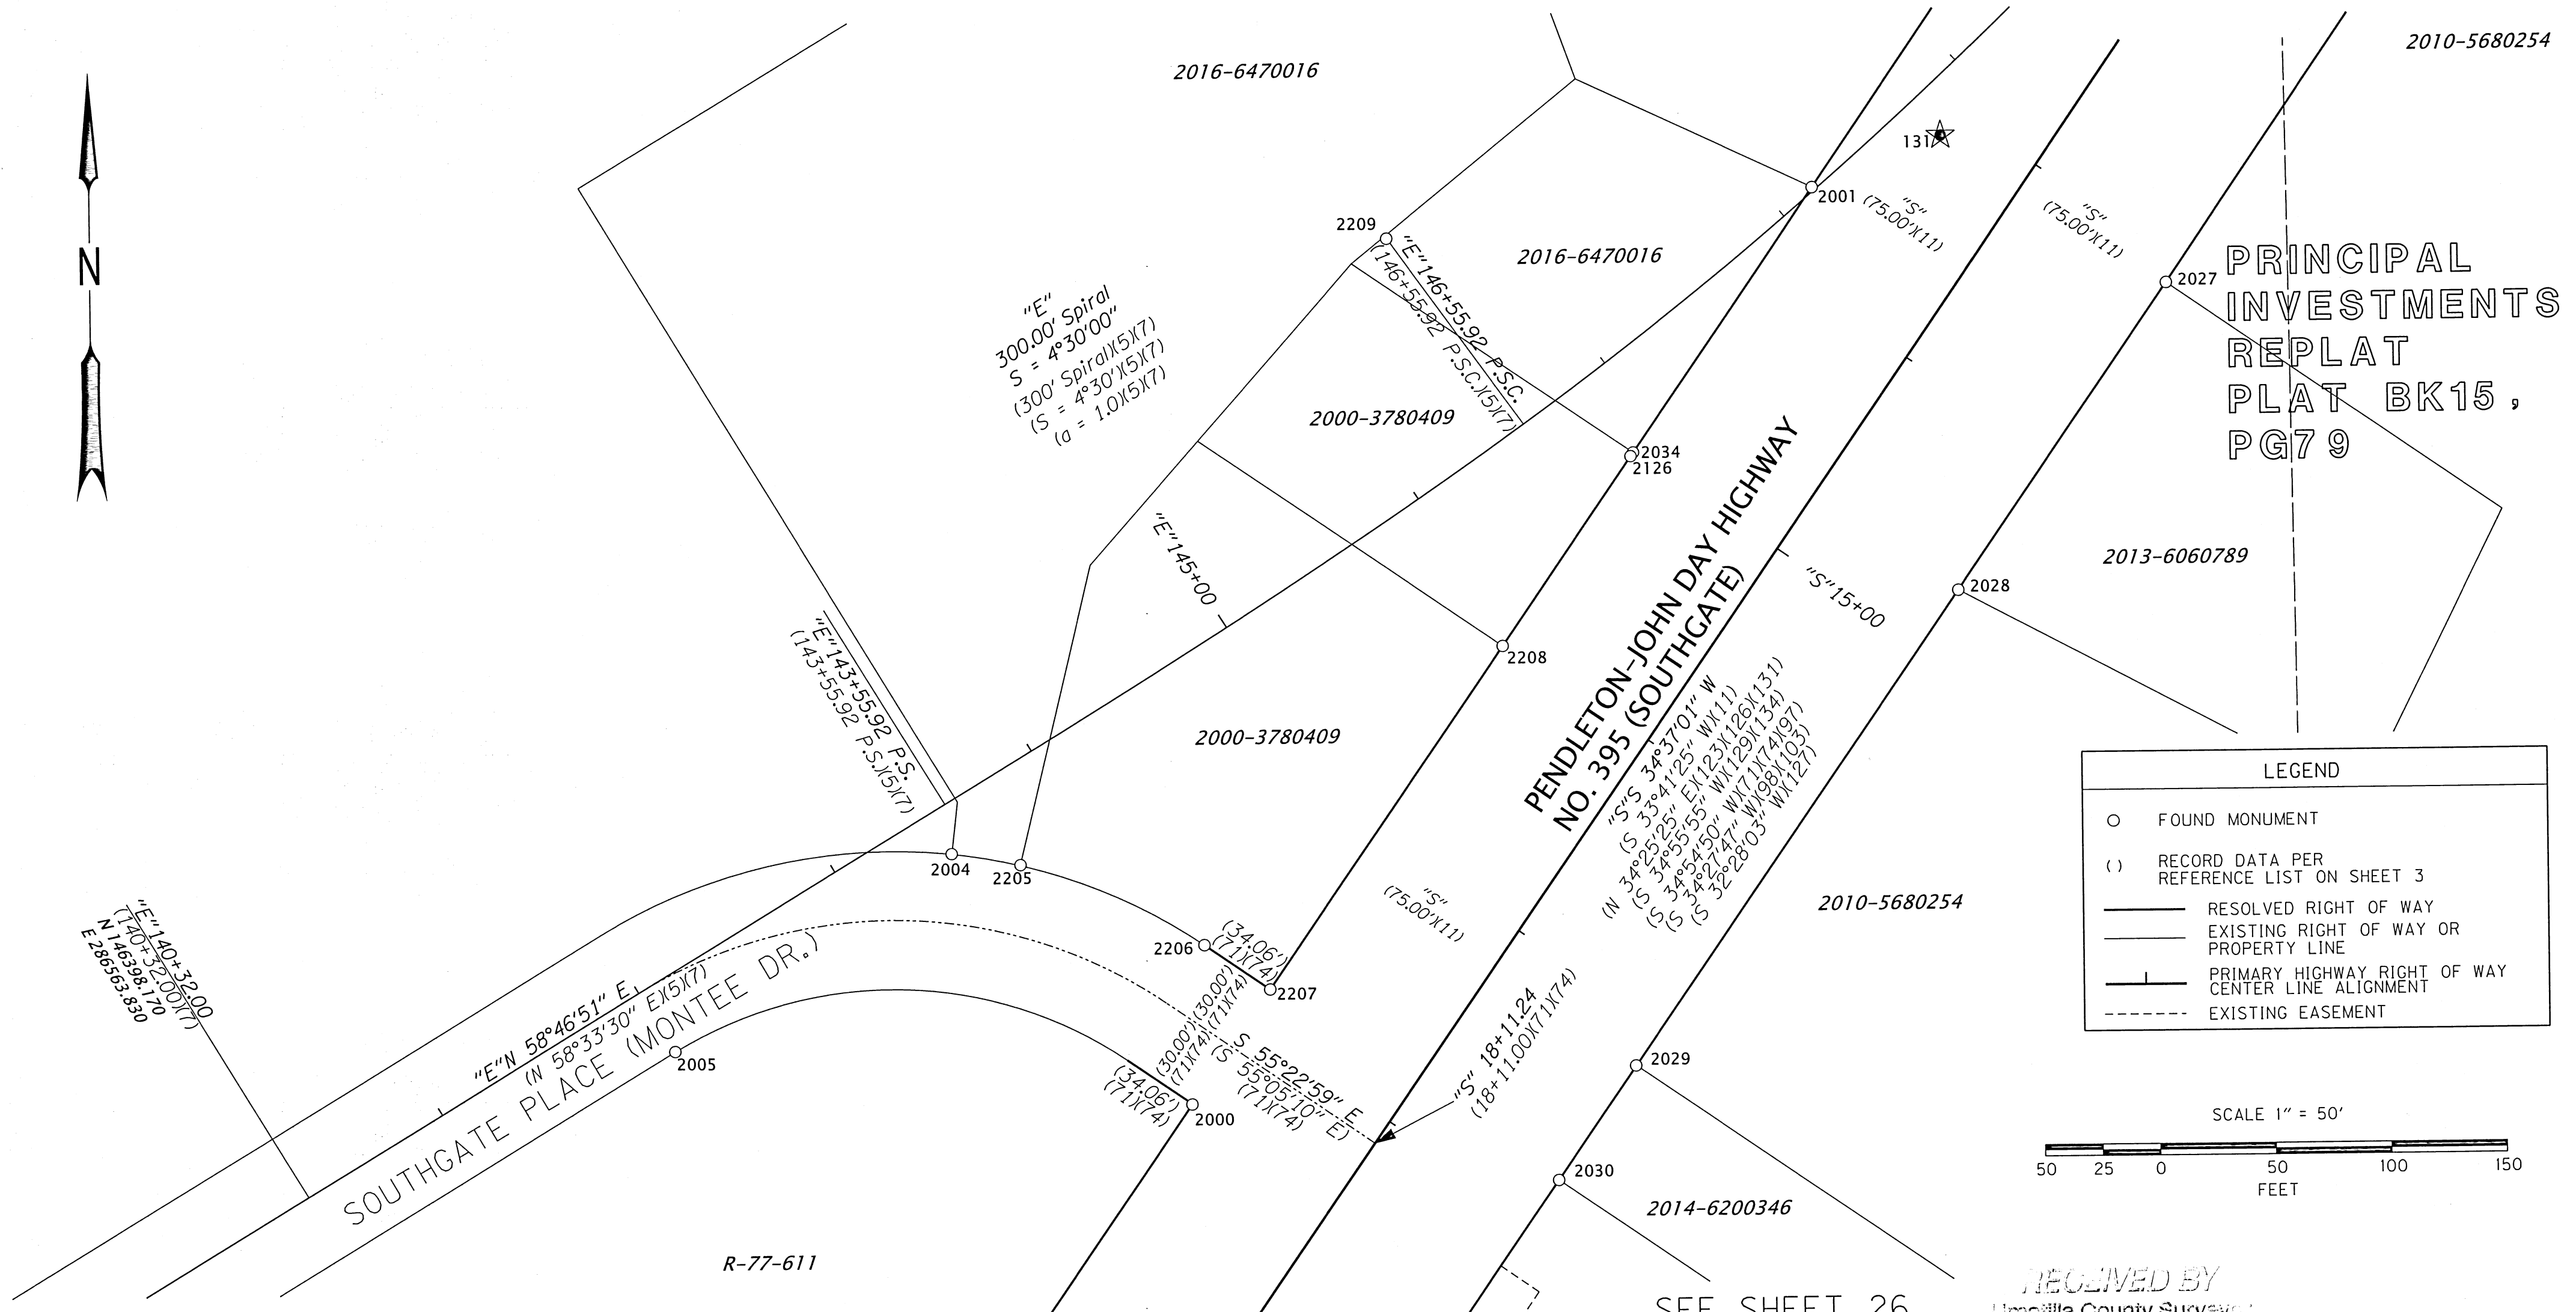 2016-6470016
2010-5680254
N
131
2001
"S"
(75.00')(11)
"S"
(75.00')(11)
2209
"E"146+55.92 P.S.C.
(146+55.92 P.S.C.)(5)(7)
2016-6470016
2027
PRINCIPAL
INVESTMENTS
REPLAT
PLAT BK15,
PG79
"E"
300.00' Spiral
S = 4°30'00"
(300' Spiral)(5)(7)
(S = 4°30')(5)(7)
(a = 1.0)(5)(7)
2000-3780409
2034
2126
"E"145+00
PENDLETON-JOHN DAY HIGHWAY
NO. 395 (SOUTHGATE)
"S"15+00
2013-6060789
2028
2208
"E"143+55.92 P.S.
(143+55.92 P.S.)(5)(7)
2000-3780409
"S"S 34°37'01" W
(S 33°41'25" W)(11)
(N 34°25'25" E)(123)(126)(131)
(S 34°55'55" W)(129)(134)
(S 34°54'50" W)(71)(74)(97)
(S 34°27'47" W)(98)(103)
(S 32°28'03" W)(127)
2004
2205
"S"
(75.00')(11)
2010-5680254
"E"140+32.00
(140+32.00)(7)
N 146398.170
E 286563.830
2206
(34.06')
(71)(74)
2207
(30.00')
(71)(74)
(30.00')
(71)(74)
"E"N 58°46'51" E
(N 58°33'30" E)(5)(7)
SOUTHGATE PLACE (MONTEE DR.)
2005
S 55°22'59" E
(S 55°05'10" E)
(71)(74)
(34.06')
(71)(74)
2000
"S" 18+11.24
(18+11.00)(71)(74)
2029
2030
2014-6200346
R-77-611
LEGEND
FOUND MONUMENT
( ) RECORD DATA PER
REFERENCE LIST ON SHEET 3
RESOLVED RIGHT OF WAY
EXISTING RIGHT OF WAY OR
PROPERTY LINE
PRIMARY HIGHWAY RIGHT OF WAY
CENTER LINE ALIGNMENT
EXISTING EASEMENT
SCALE 1" = 50'
50 25 0 50 100 150
FEET
RECEIVED BY
Umatilla County Surveyor
SEE SHEET 26